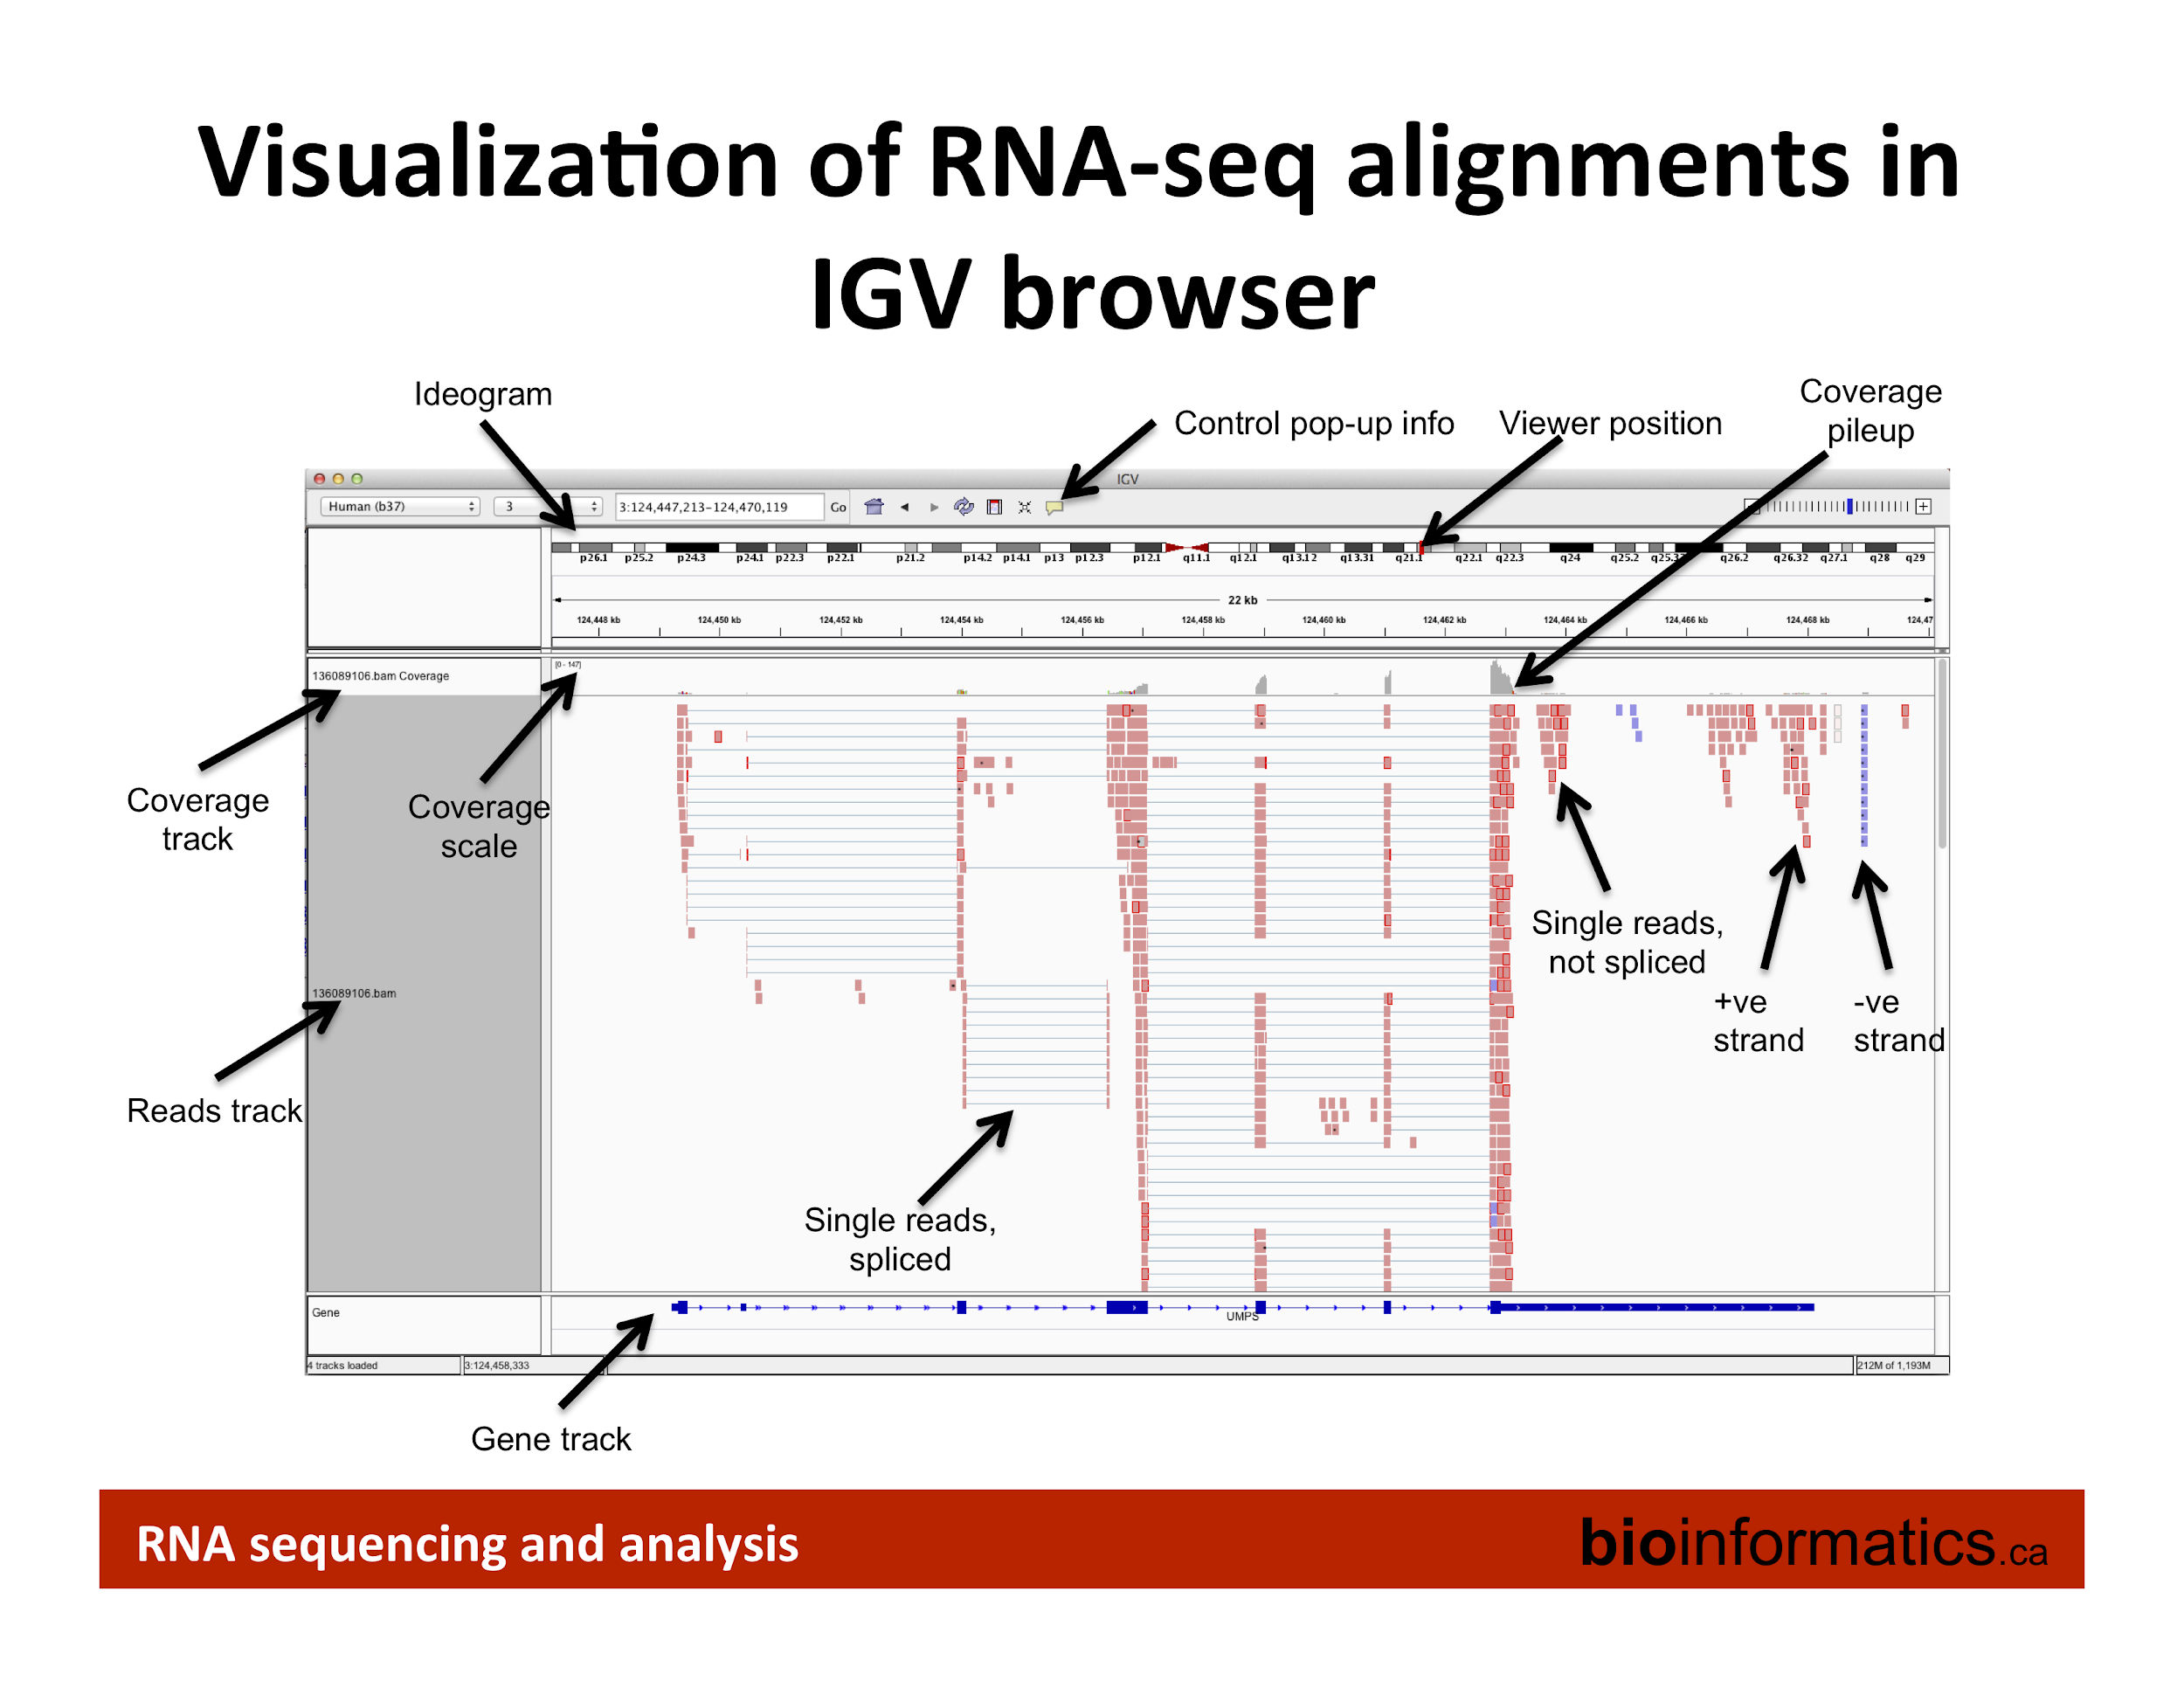 Visualization of RNA-seq alignments in
IGV browser
Ideogram
Control pop-up info
Viewer position
Coverage
pileup
IGV
Human (b37)
3
3:124,447,213-124,470,119
Go
p26.1 p25.2 p24.3 p24.1 p22.3 p22.1 p21.2 p14.2 p14.1 p13 p12.3 p12.1 q11.1 q12.1 q13.12 q13.31 q21.1 q22.1 q22.3 q24 q25.2 q25.3 q26.2 q26.32 q27.1 q28 q29
22 kb
124,448 kb 124,450 kb 124,452 kb 124,454 kb 124,456 kb 124,458 kb 124,460 kb 124,462 kb 124,464 kb 124,466 kb 124,468 kb 124,47
[0 - 147]
136089106.bam Coverage
Coverage
track
Coverage
scale
Single reads,
not spliced
+ve
strand
-ve
strand
136089106.bam
Reads track
Single reads,
spliced
Gene
UMPS
4 tracks loaded
3:124,458,333
212M of 1,193M
Gene track
RNA sequencing and analysis
bioinformatics.ca